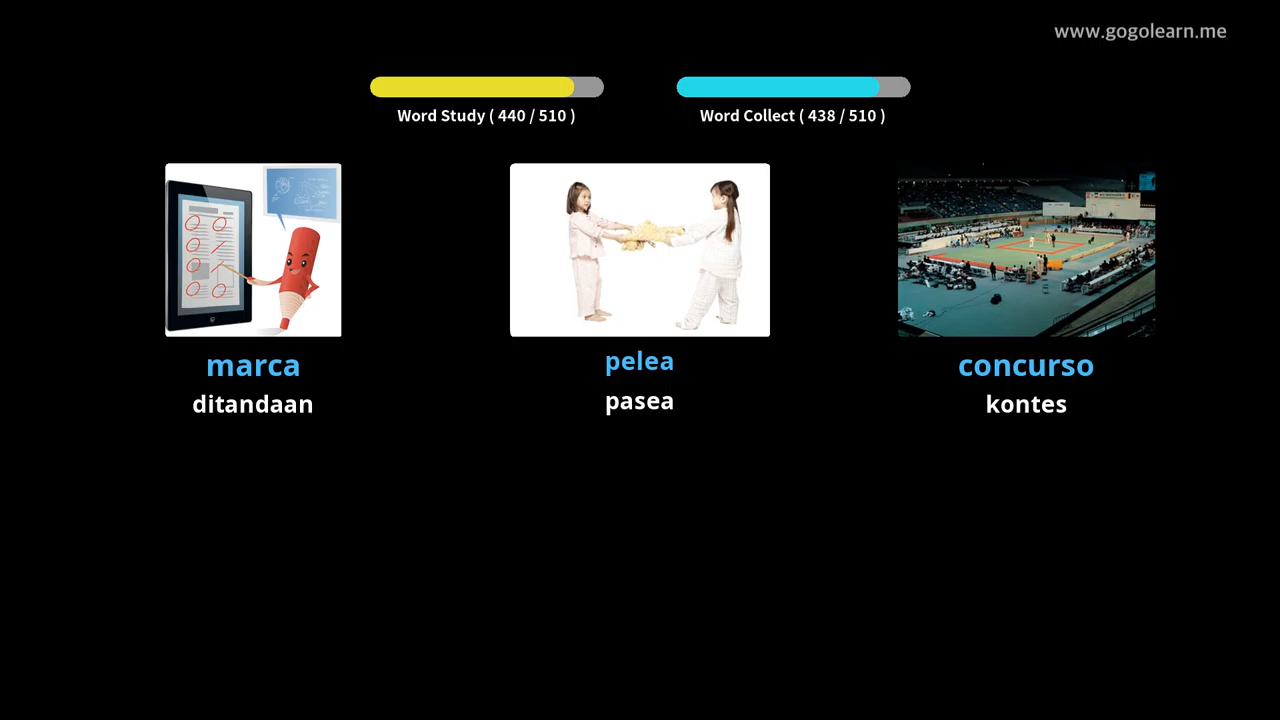 www.gogolearn.me
Word Study ( 440 / 510 )
Word Collect ( 438 / 510 )
marca
ditandaan
pelea
pasea
concurso
kontes